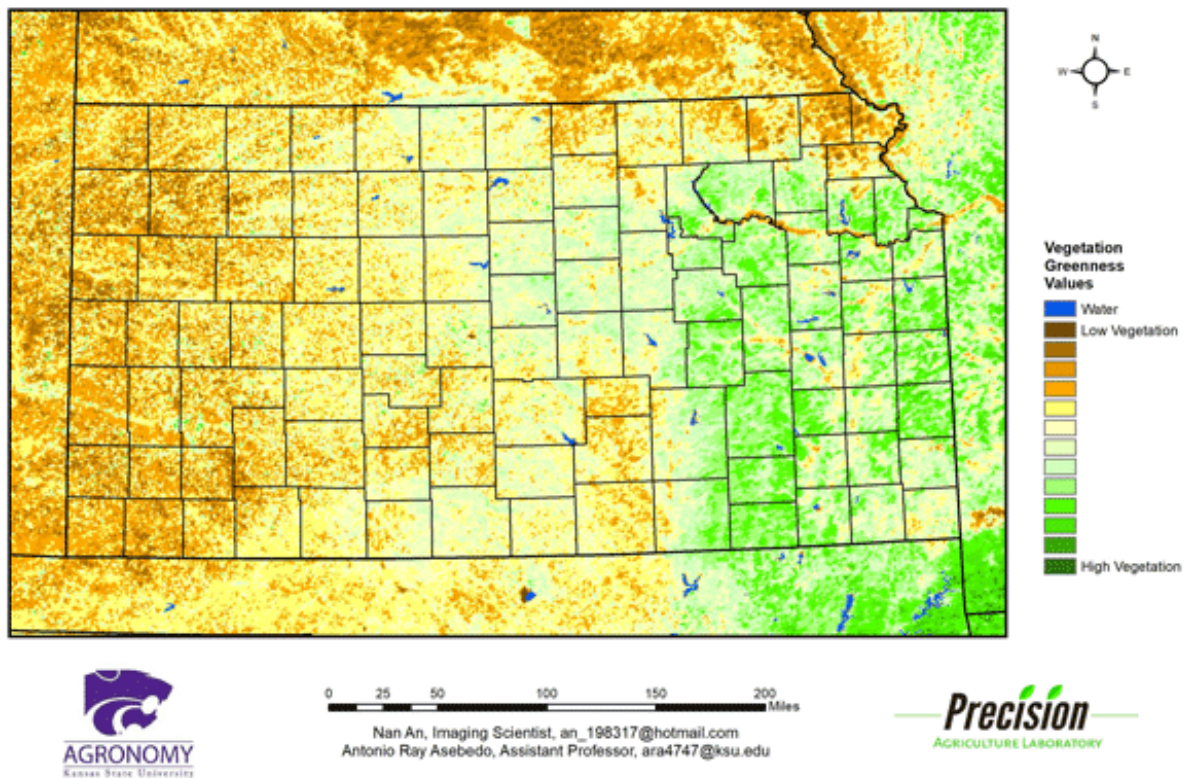 N
W E
S
Vegetation
Greenness
Values
Water
Low Vegetation
High Vegetation
0 25 50 100 150 200
Miles
Nan An, Imaging Scientist, an_198317@hotmail.com
Antonio Ray Asebedo, Assistant Professor, ara4747@ksu.edu
AGRONOMY
Kansas State University
Precision
AGRICULTURE LABORATORY